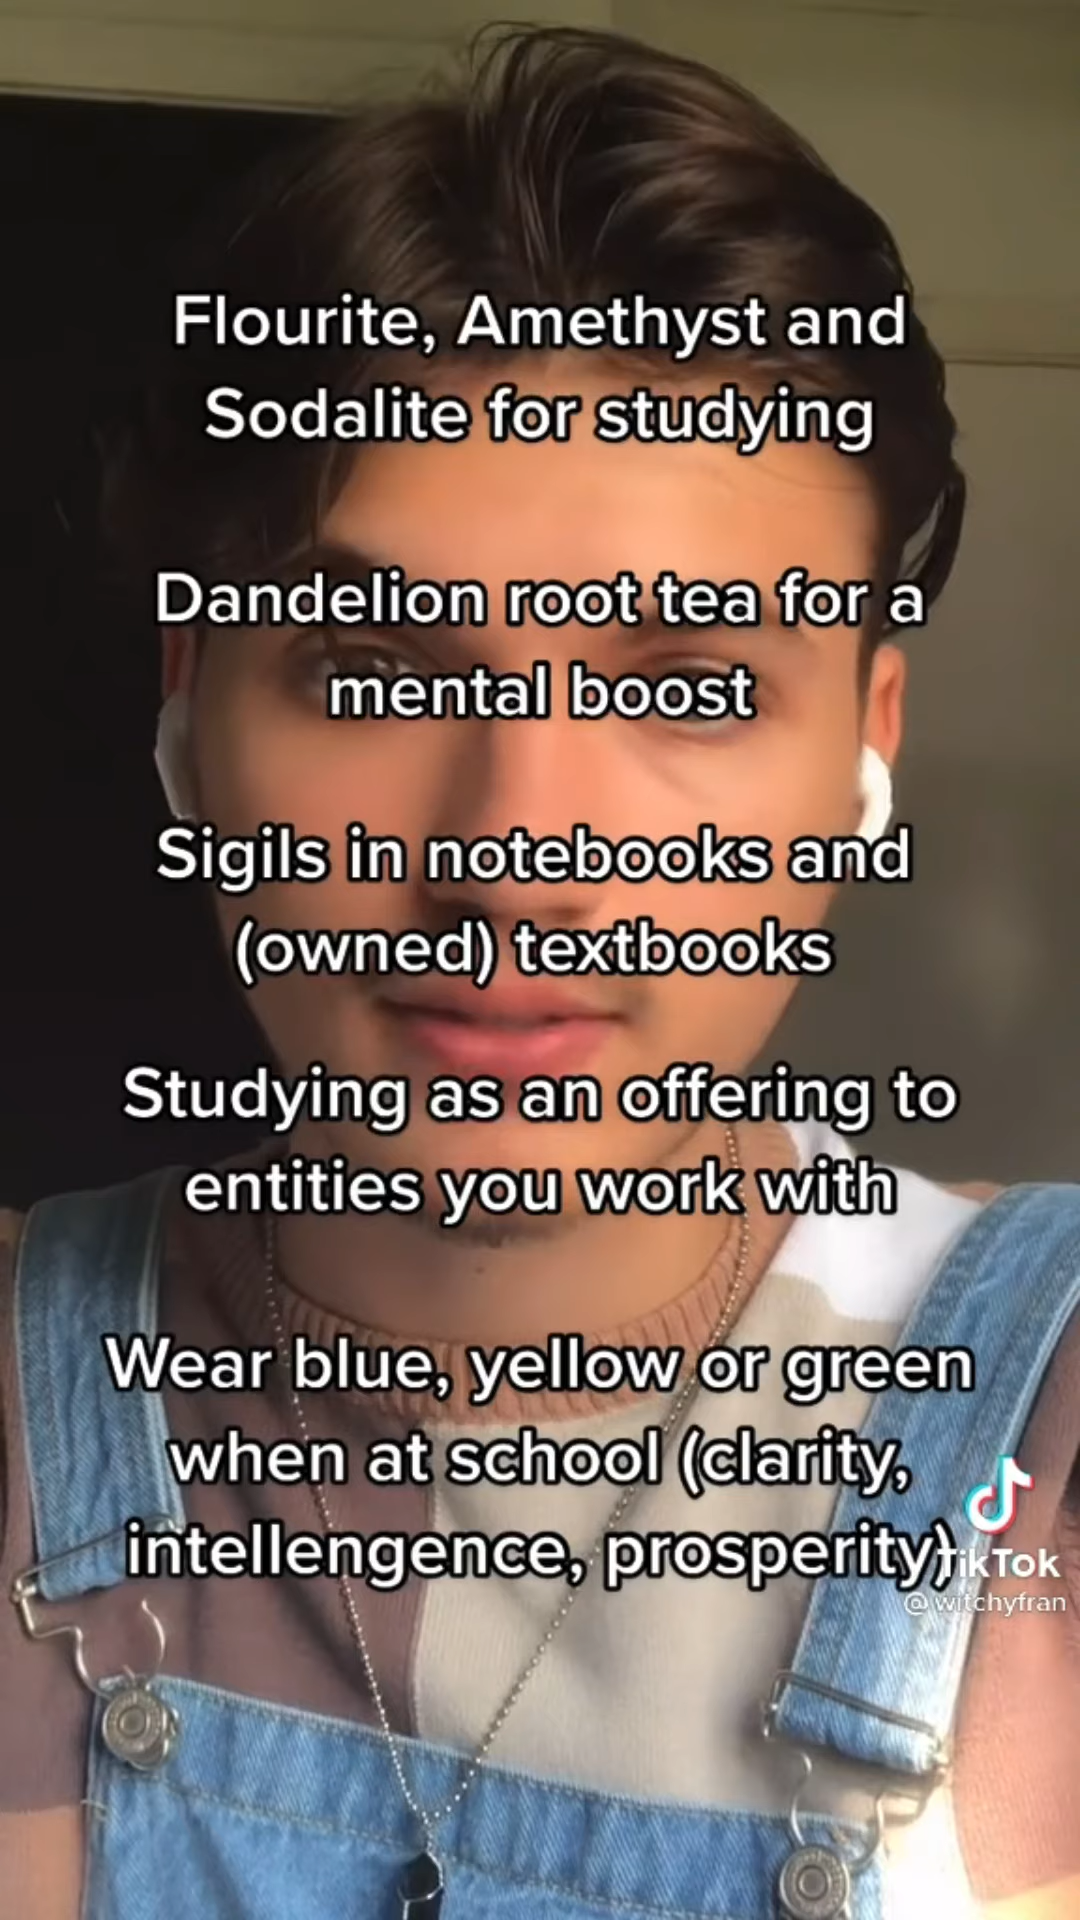 Flourite, Amethyst and
Sodalite for studying
Dandelion root tea for a
mental boost
Sigils in notebooks and
(owned) textbooks
Studying as an offering to
entities you work with
Wear blue, yellow or green
when at school (clarity,
intellengence, prosperity)
TikTok
@witchyfran